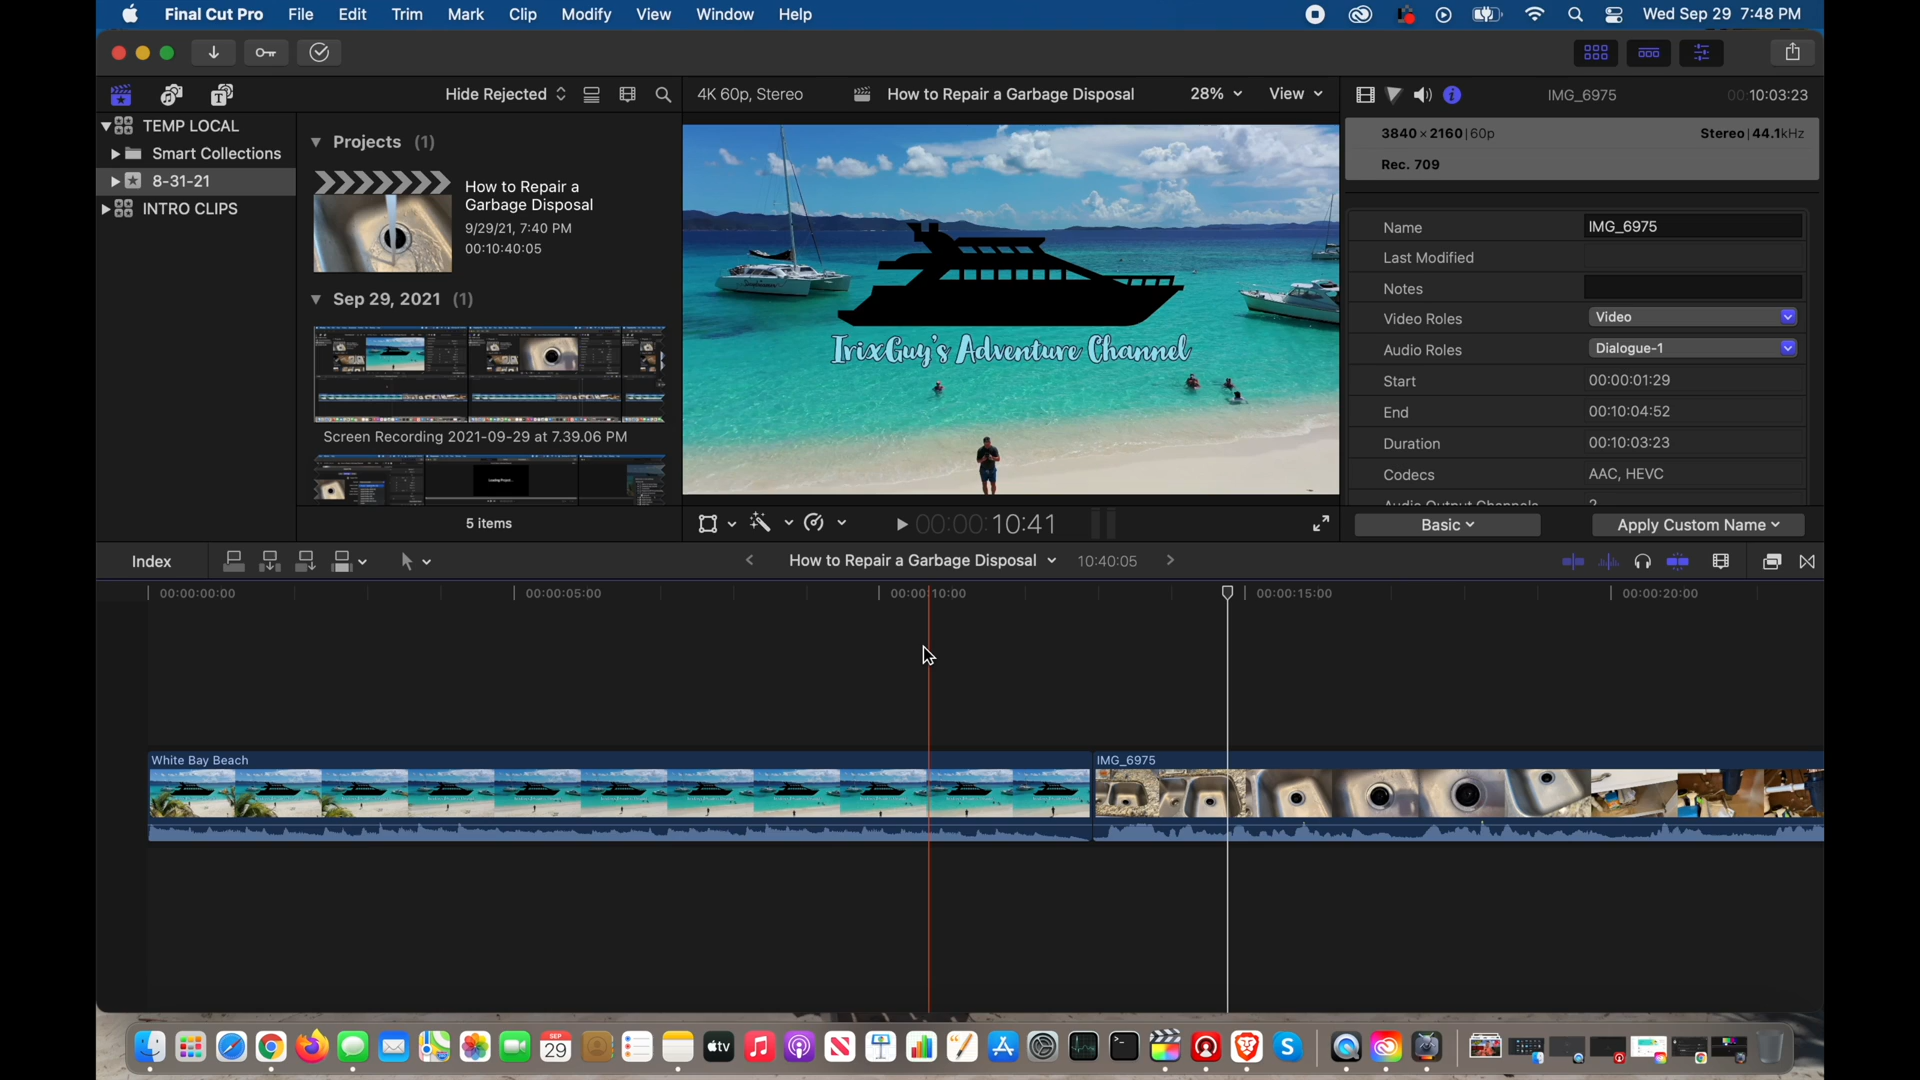 Final Cut Pro File Edit Trim Mark Clip Modify View Window Help Wed Sep 29 7:48 PM
Hide Rejected 4K 60p, Stereo How to Repair a Garbage Disposal 28% View IMG_6975 00:10:03:23
TEMP LOCAL
Smart Collections
8-31-21
INTRO CLIPS
Projects (1)
How to Repair a
Garbage Disposal
9/29/21, 7:40 PM
00:10:40:05
Sep 29, 2021 (1)
Screen Recording 2021-09-29 at 7.39.06 PM
Loading Project...
5 items
TrixGuy's Adventure Channel
00:00:10:41
3840 × 2160 | 60p Stereo | 44.1kHz
Rec. 709
Name IMG_6975
Last Modified
Notes
Video Roles Video
Audio Roles Dialogue-1
Start 00:00:01:29
End 00:10:04:52
Duration 00:10:03:23
Codecs AAC, HEVC
Audio Output Channels 2
Basic Apply Custom Name
Index How to Repair a Garbage Disposal 10:40:05
00:00:00:00 00:00:05:00 00:00:10:00 00:00:15:00 00:00:20:00
White Bay Beach IMG_6975
SEP
29
tv